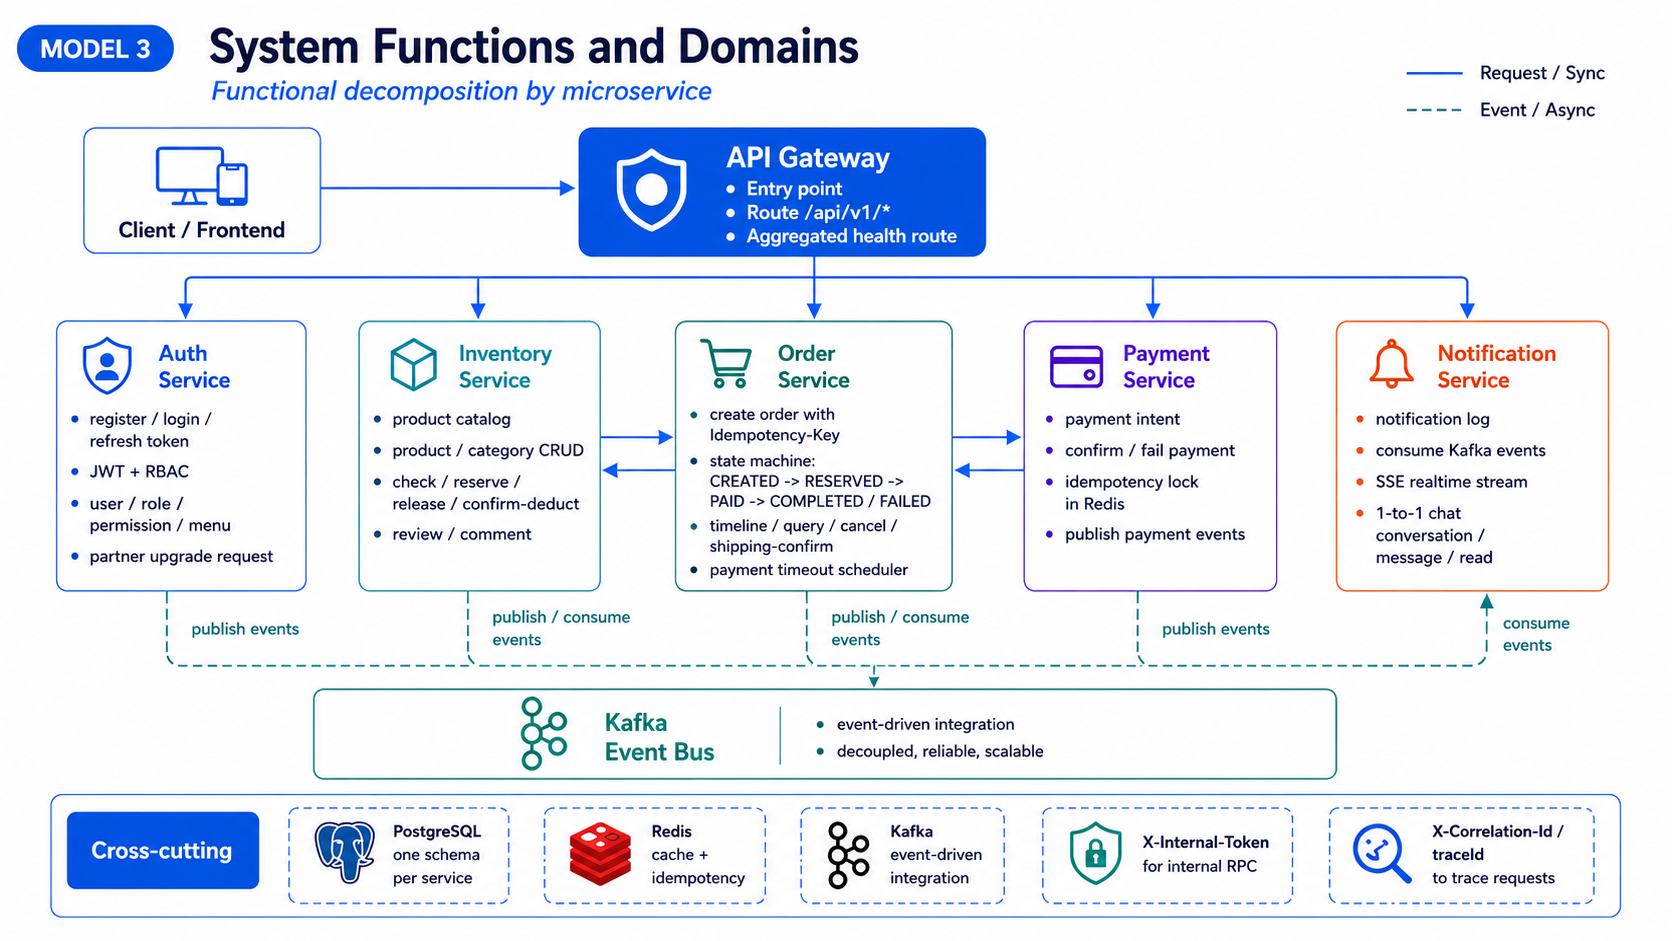 MODEL 3
System Functions and Domains
Functional decomposition by microservice
Request / Sync
Event / Async
Client / Frontend
API Gateway
• Entry point
• Route /api/v1/*
• Aggregated health route
Auth
Service
• register / login /
refresh token
• JWT + RBAC
• user / role /
permission / menu
• partner upgrade request
Inventory
Service
• product catalog
• product / category CRUD
• check / reserve /
release / confirm-deduct
• review / comment
Order
Service
• create order with
Idempotency-Key
• state machine:
CREATED -> RESERVED ->
PAID -> COMPLETED / FAILED
• timeline / query / cancel /
shipping-confirm
• payment timeout scheduler
Payment
Service
• payment intent
• confirm / fail payment
• idempotency lock
in Redis
• publish payment events
Notification
Service
• notification log
• consume Kafka events
• SSE realtime stream
• 1-to-1 chat
conversation /
message / read
publish events
publish / consume
events
publish / consume
events
publish events
consume
events
Kafka
Event Bus
• event-driven integration
• decoupled, reliable, scalable
Cross-cutting
PostgreSQL
one schema
per service
Redis
cache +
idempotency
Kafka
event-driven
integration
X-Internal-Token
for internal RPC
X-Correlation-Id /
traceId
to trace requests